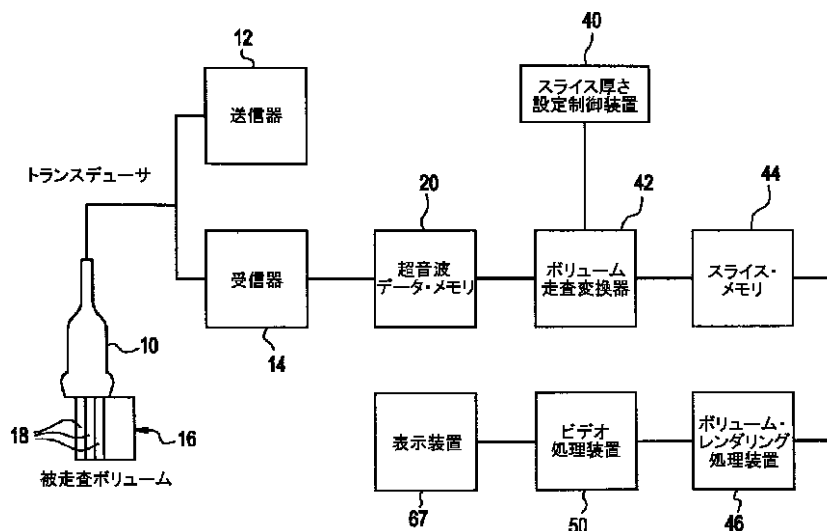 12
送信器
40
スライス厚さ
設定制御装置
トランスデューサ
20
42
44
受信器
超音波
データ・メモリ
ボリューム
走査変換器
スライス・
メモリ
10
14
18
16
被走査ボリューム
表示装置
ビデオ
処理装置
ボリューム・
レンダリング
処理装置
67
50
46